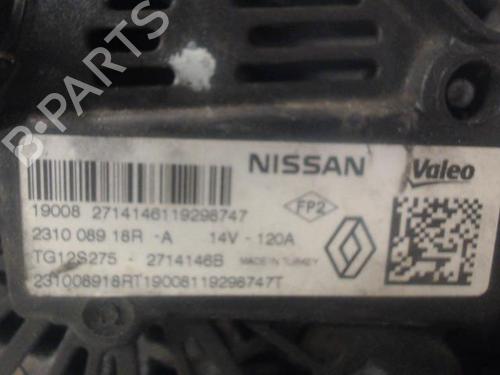 B-PARTS
NISSAN
Valeo
19008 2714146119298747
FP2
2310 089 18R -A 14V - 120A
TG12S275 - 2714146B MADE IN TURKEY
231008918RT19008119298747T